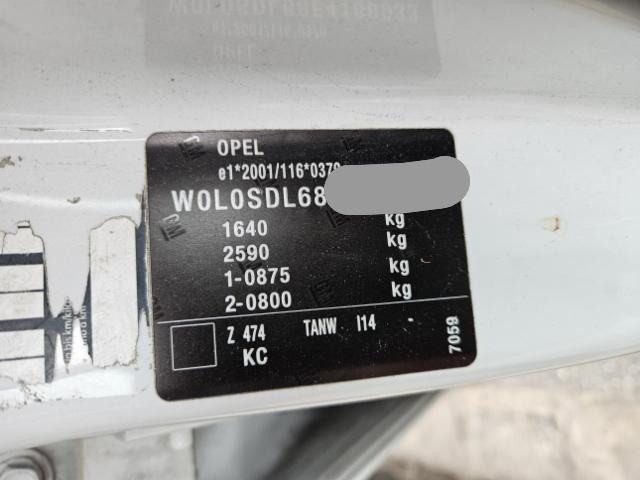 OPEL
e1*2001/116*0379
W0L0SDL68
1640 kg
2590 kg
1-0875 kg
2-0800 kg
Z 474 TANW I14 -
KC
7059